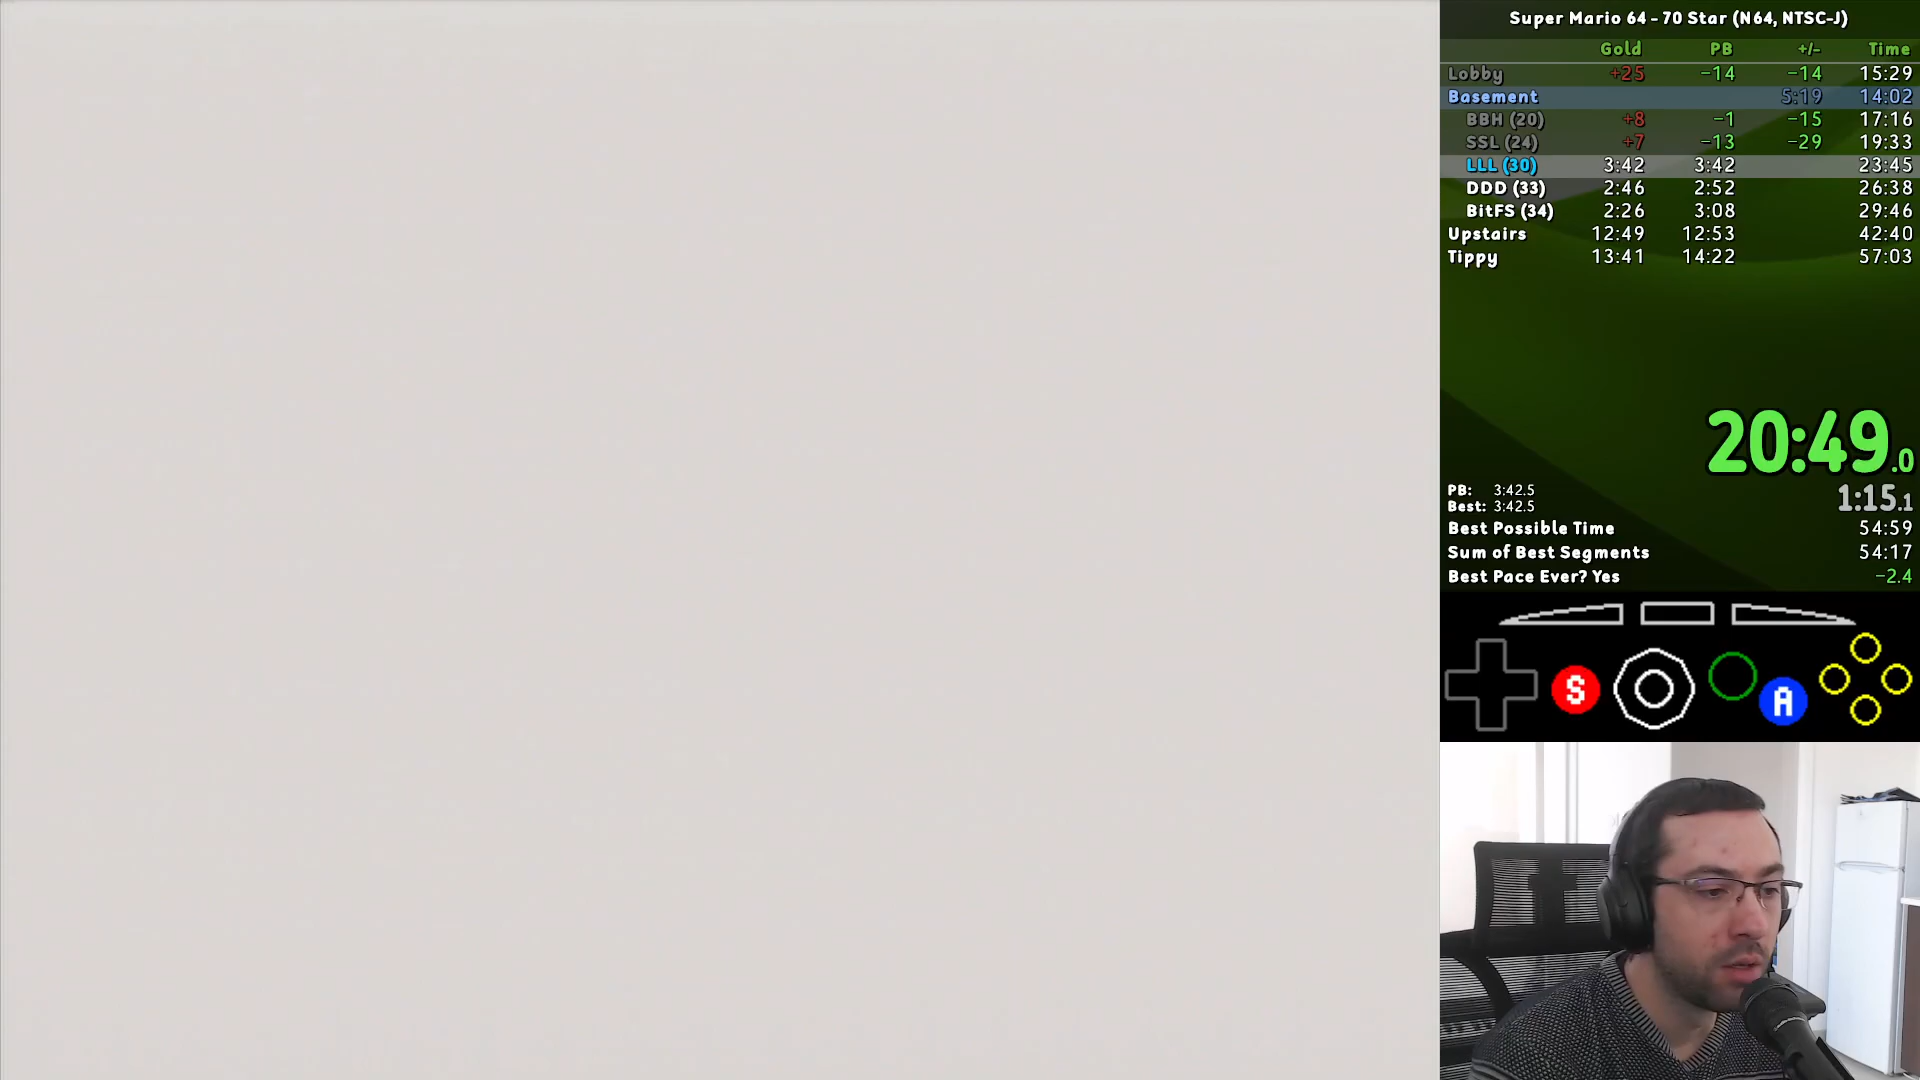 Super Mario 64 - 70 Star (N64, NTSC-J)
Gold PB +/- Time
Lobby +25 -14 -14 15:29
Basement 5:19 14:02
BBH (20) +8 -1 -15 17:16
SSL (24) +7 -13 -29 19:33
LLL (30) 3:42 3:42 23:45
DDD (33) 2:46 2:52 26:38
BitFS (34) 2:26 3:08 29:46
Upstairs 12:49 12:53 42:40
Tippy 13:41 14:22 57:03
20:49.0
PB: 3:42.5 1:15.1
Best: 3:42.5
Best Possible Time 54:59
Sum of Best Segments 54:17
Best Pace Ever? Yes -2.4
S A